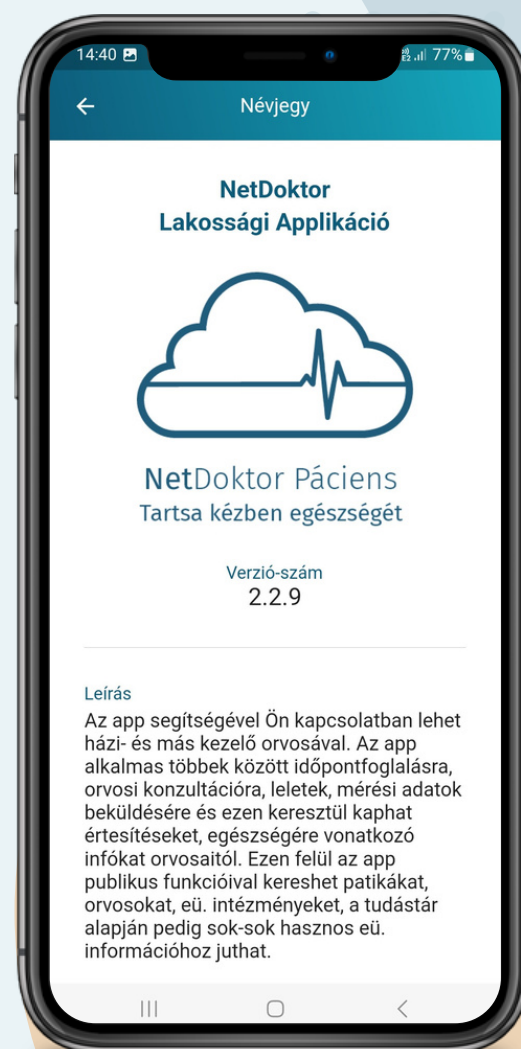 14:40
77%
Névjegy
NetDoktor
Lakossági Applikáció
NetDoktor Páciens
Tartsa kézben egészségét
Verzió-szám
2.2.9
Leírás
Az app segítségével Ön kapcsolatban lehet
házi- és más kezelő orvosával. Az app
alkalmas többek között időpontfoglalásra,
orvosi konzultációra, leletek, mérési adatok
beküldésére és ezen keresztül kaphat
értesítéseket, egészségére vonatkozó
infókat orvosaitól. Ezen felül az app
publikus funkcióival kereshet patikákat,
orvosokat, eü. intézményeket, a tudástár
alapján pedig sok-sok hasznos eü.
információhoz juthat.